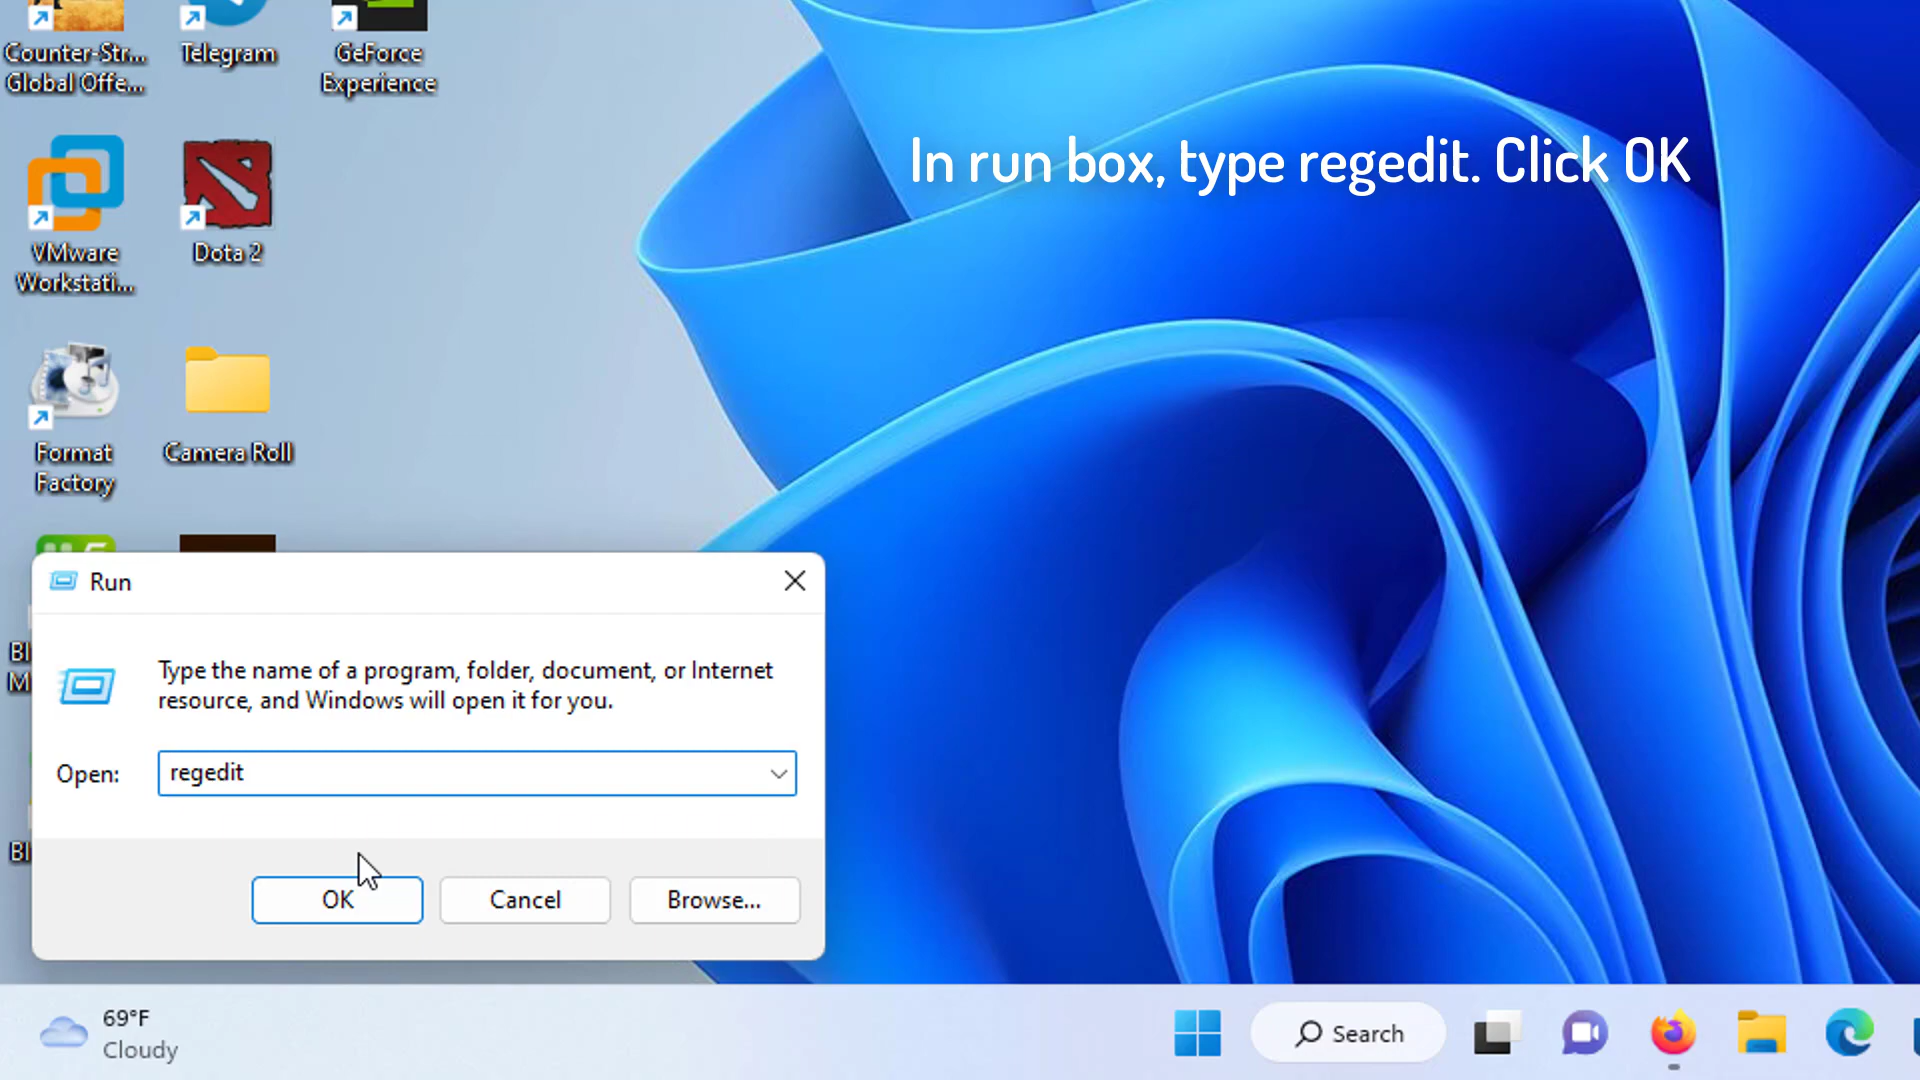 Counter-Str...
Global Offe...
Telegram
GeForce
Experience
In run box, type regedit. Click OK
VMware
Workstati...
Dota 2
Format
Factory
Camera Roll
Run
Type the name of a program, folder, document, or Internet
resource, and Windows will open it for you.
Open:
regedit
OK
Cancel
Browse...
69°F
Cloudy
Search